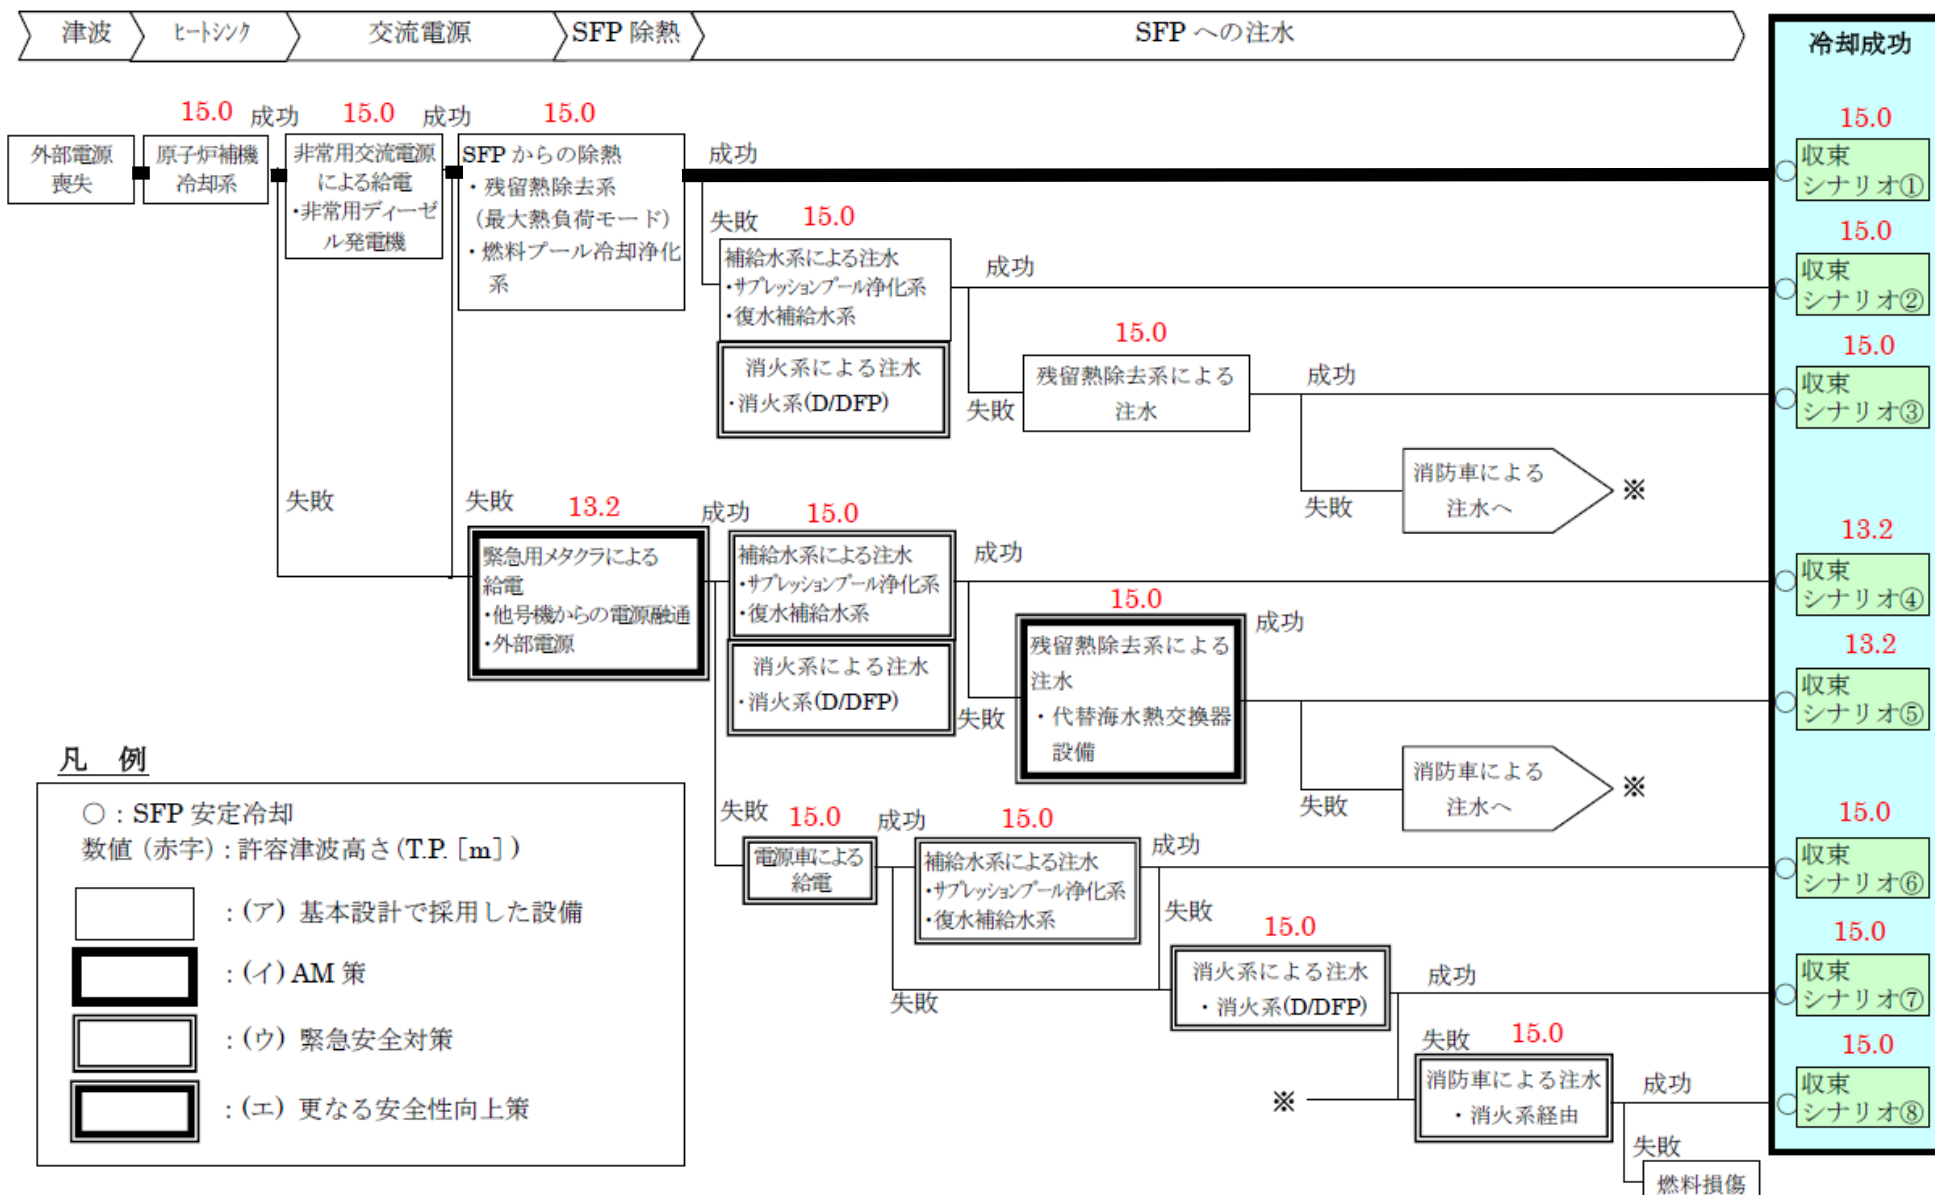 津波
ヒートシンク
交流電源
SFP 除熱
SFP への注水
冷却成功
15.0
成功
15.0
成功
15.0
15.0
外部電源
喪失
原子炉補機
冷却系
非常用交流電源
による給電
・非常用ディーゼ
ル発電機
SFP からの除熱
・残留熱除去系
(最大熱負荷モード)
・燃料プール冷却浄化
系
成功
収束
シナリオ①
失敗
15.0
補給水系による注水
・サプレッションプール浄化系
・復水補給水系
消火系による注水
・消火系(D/DFP)
成功
15.0
収束
シナリオ②
失敗
15.0
残留熱除去系による
注水
成功
15.0
収束
シナリオ③
失敗
消防車による
注水へ
※
失敗
失敗
13.2
緊急用メタクラによる
給電
・他号機からの電源融通
・外部電源
成功
15.0
補給水系による注水
・サプレッションプール浄化系
・復水補給水系
消火系による注水
・消火系(D/DFP)
成功
13.2
収束
シナリオ④
失敗
15.0
残留熱除去系による
注水
・代替海水熱交換器
設備
成功
13.2
収束
シナリオ⑤
失敗
消防車による
注水へ
※
失敗
15.0
電源車による
給電
成功
15.0
補給水系による注水
・サプレッションプール浄化系
・復水補給水系
成功
15.0
収束
シナリオ⑥
失敗
失敗
15.0
消火系による注水
・消火系(D/DFP)
成功
15.0
収束
シナリオ⑦
失敗
15.0
※
消防車による注水
・消火系経由
成功
15.0
収束
シナリオ⑧
失敗
燃料損傷
凡 例
○:SFP 安定冷却
数値(赤字):許容津波高さ(T.P.[m])
:(ア) 基本設計で採用した設備
:(イ) AM 策
:(ウ) 緊急安全対策
:(エ) 更なる安全性向上策